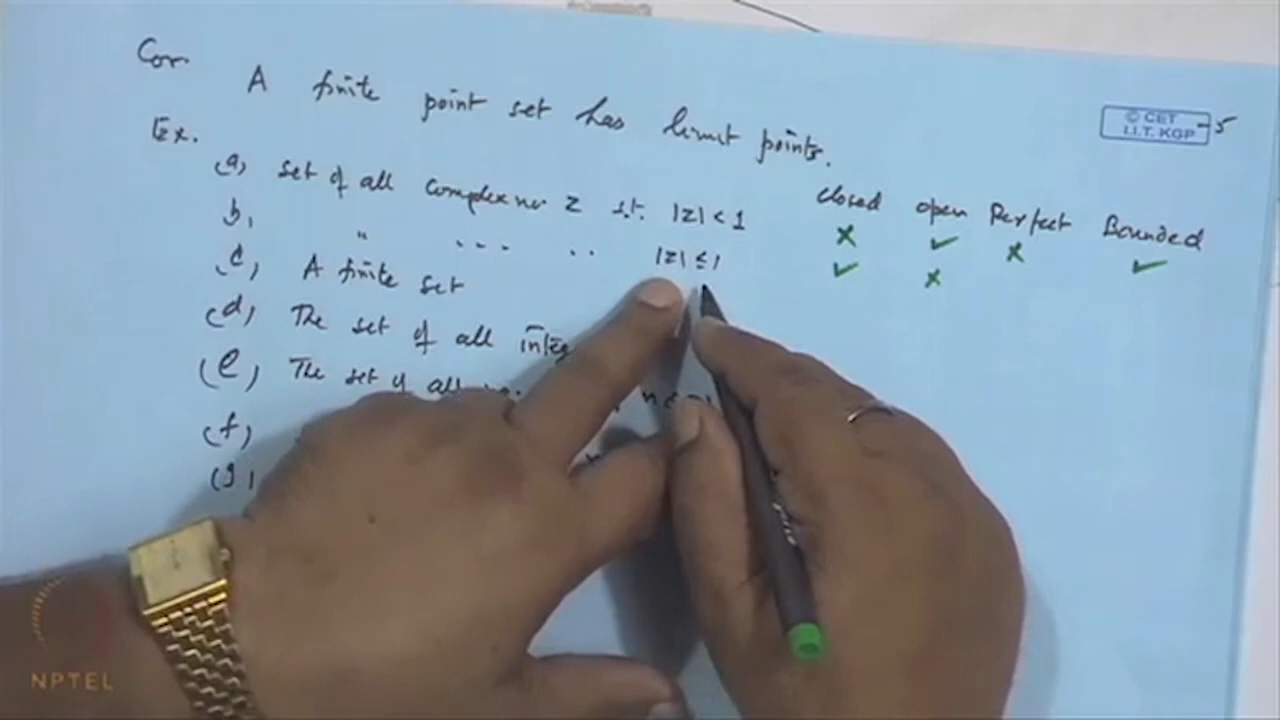 Cor. A finite point set has limit points.
© CET
I.I.T. KGP
-5
Ex.
closed open Perfect Bounded
(a) Set of all Complex no Z s.t. |z| < 1 × ✓ × ✓
b, " ... .. |z| ≤ 1 ✓ ×
(c) A finite set
(d) The set of all integ
(e) The set of all no.
(f)
(g)
NPTEL